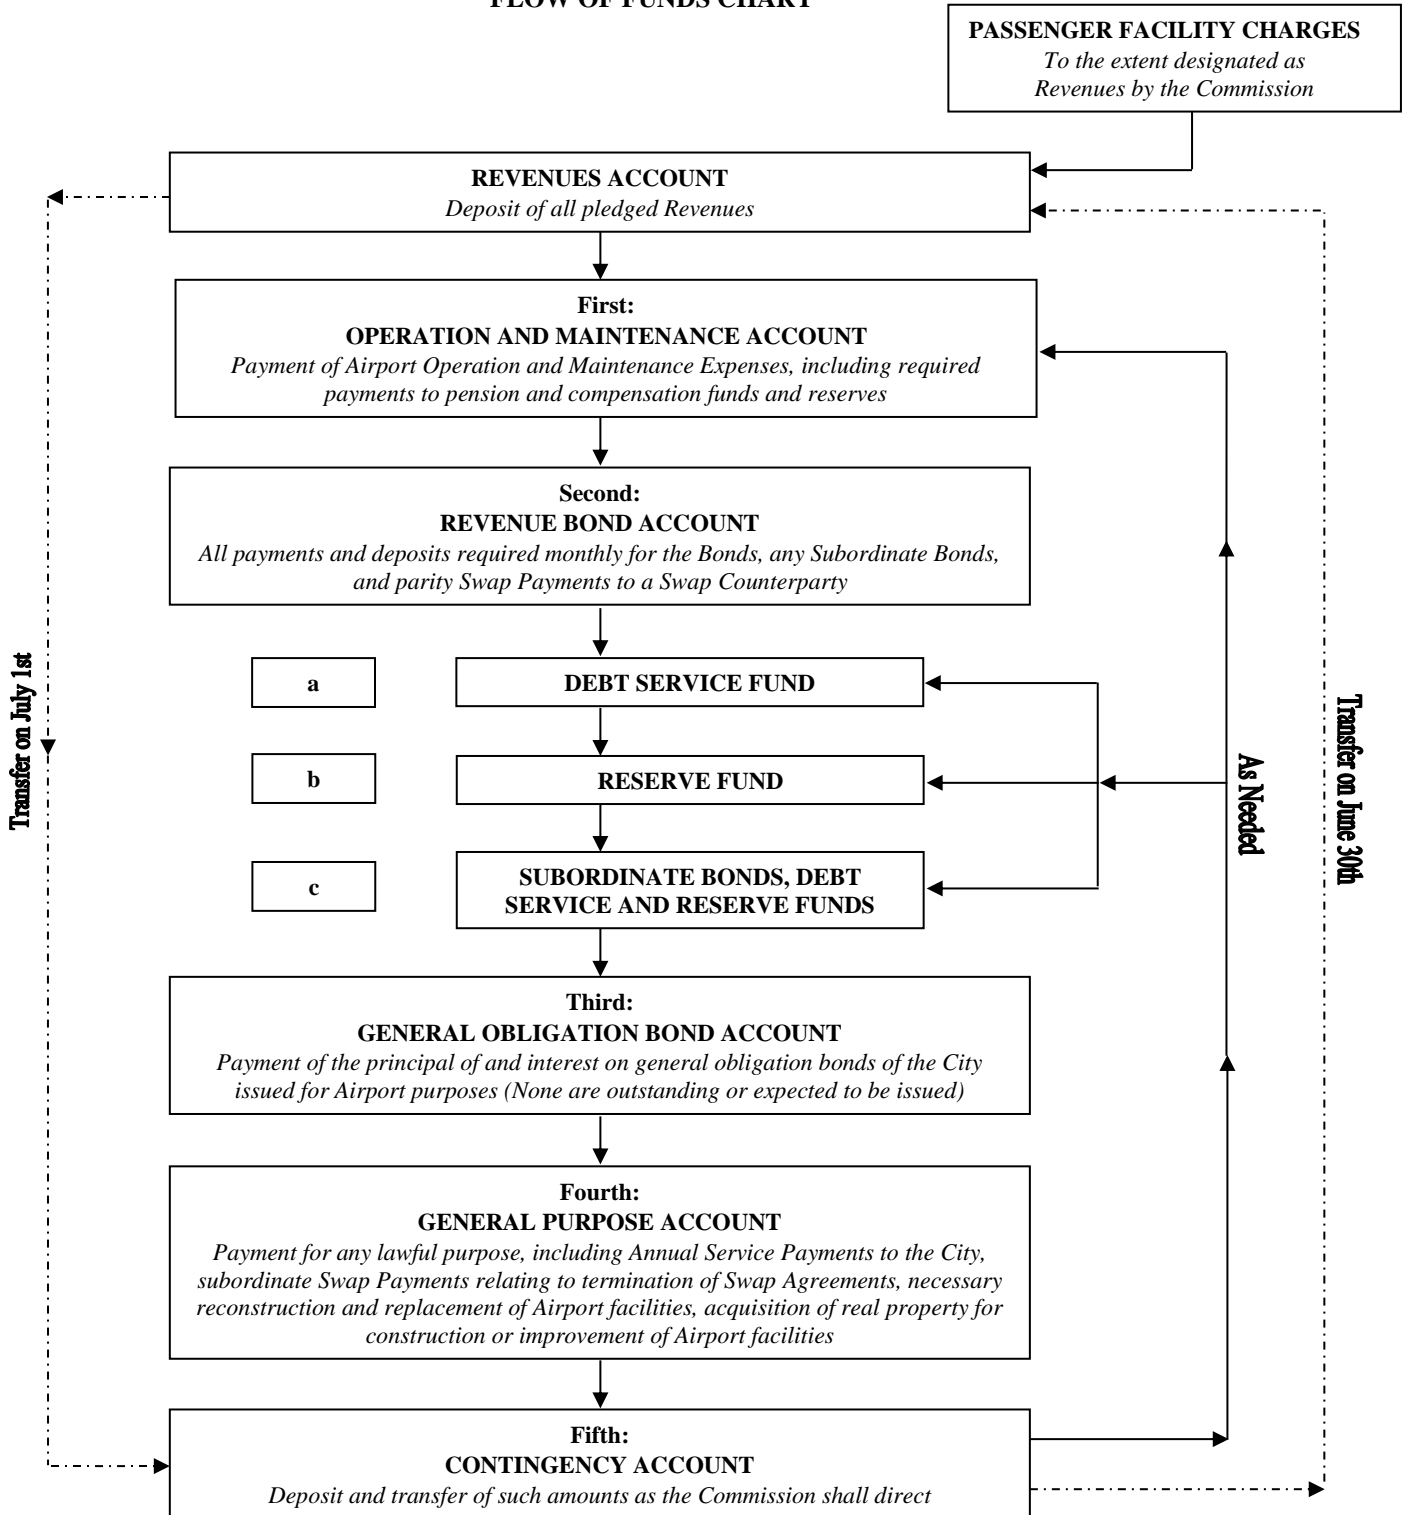 FLOW OF FUNDS CHART
PASSENGER FACILITY CHARGES
To the extent designated as
Revenues by the Commission
REVENUES ACCOUNT
Deposit of all pledged Revenues
First:
OPERATION AND MAINTENANCE ACCOUNT
Payment of Airport Operation and Maintenance Expenses, including required
payments to pension and compensation funds and reserves
Second:
REVENUE BOND ACCOUNT
All payments and deposits required monthly for the Bonds, any Subordinate Bonds,
and parity Swap Payments to a Swap Counterparty
Transfer on July 1st
a
DEBT SERVICE FUND
b
RESERVE FUND
c
SUBORDINATE BONDS, DEBT
SERVICE AND RESERVE FUNDS
As Needed
Transfer on June 30th
Third:
GENERAL OBLIGATION BOND ACCOUNT
Payment of the principal of and interest on general obligation bonds of the City
issued for Airport purposes (None are outstanding or expected to be issued)
Fourth:
GENERAL PURPOSE ACCOUNT
Payment for any lawful purpose, including Annual Service Payments to the City,
subordinate Swap Payments relating to termination of Swap Agreements, necessary
reconstruction and replacement of Airport facilities, acquisition of real property for
construction or improvement of Airport facilities
Fifth:
CONTINGENCY ACCOUNT
Deposit and transfer of such amounts as the Commission shall direct